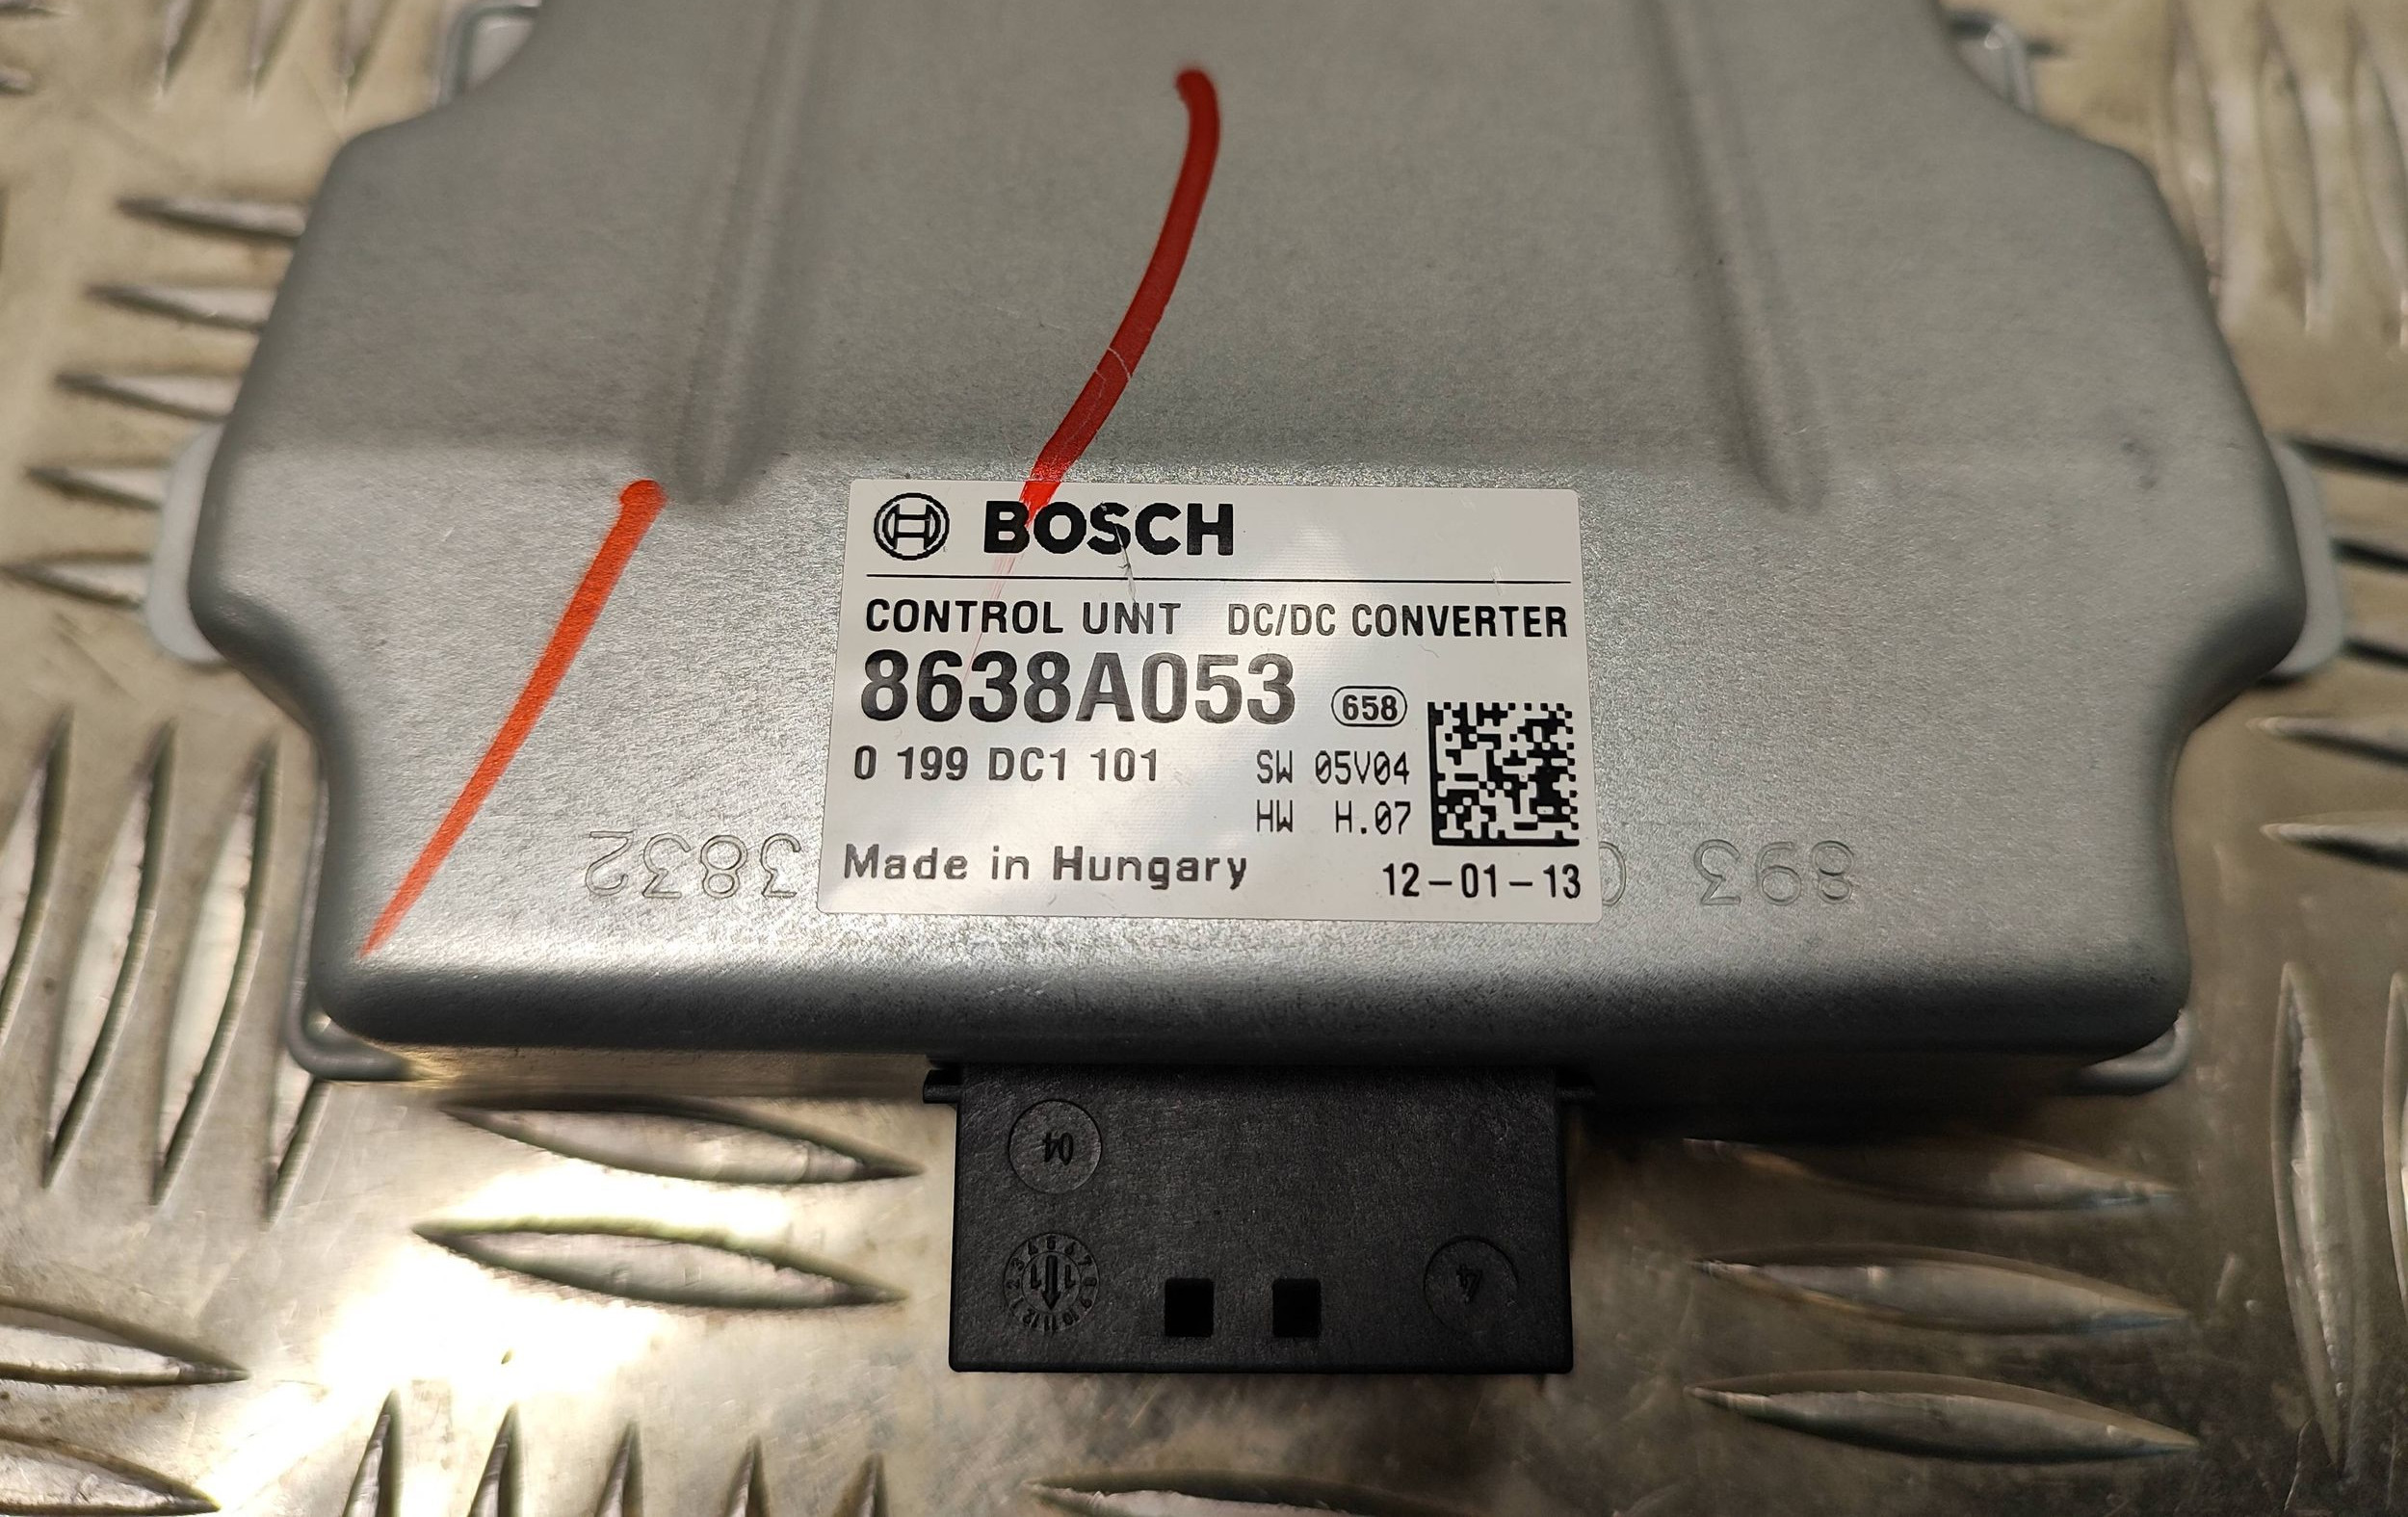 BOSCH
CONTROL UNIT DC/DC CONVERTER
8638A053 658
0 199 DC1 101 SW 05V04
HW H.07
Made in Hungary 12-01-13
893
3832
04
4